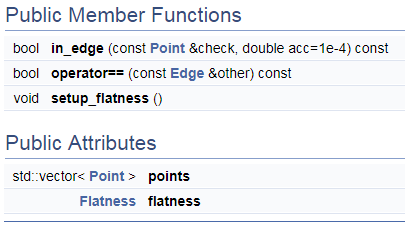 Public Member Functions
bool in_edge (const Point &check, double acc=1e-4) const
bool operator== (const Edge &other) const
void setup_flatness ()
Public Attributes
std::vector< Point > points
Flatness flatness